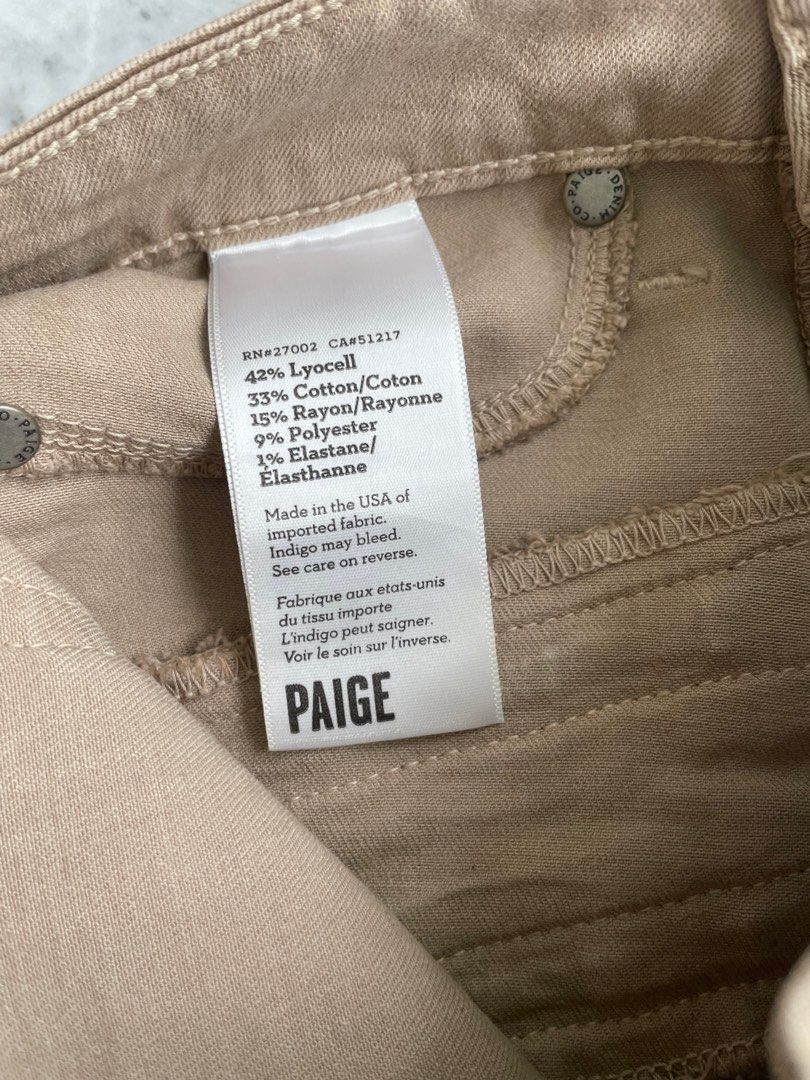 PAIGE·DENIM·CO·
O·PAIGE
RN#27002 CA#51217
42% Lyocell
33% Cotton/Coton
15% Rayon/Rayonne
9% Polyester
1% Elastane/
Élasthanne
Made in the USA of
imported fabric.
Indigo may bleed.
See care on reverse.
Fabrique aux etats-unis
du tissu importe
L'indigo peut saigner.
Voir le soin sur l'inverse.
PAIGE